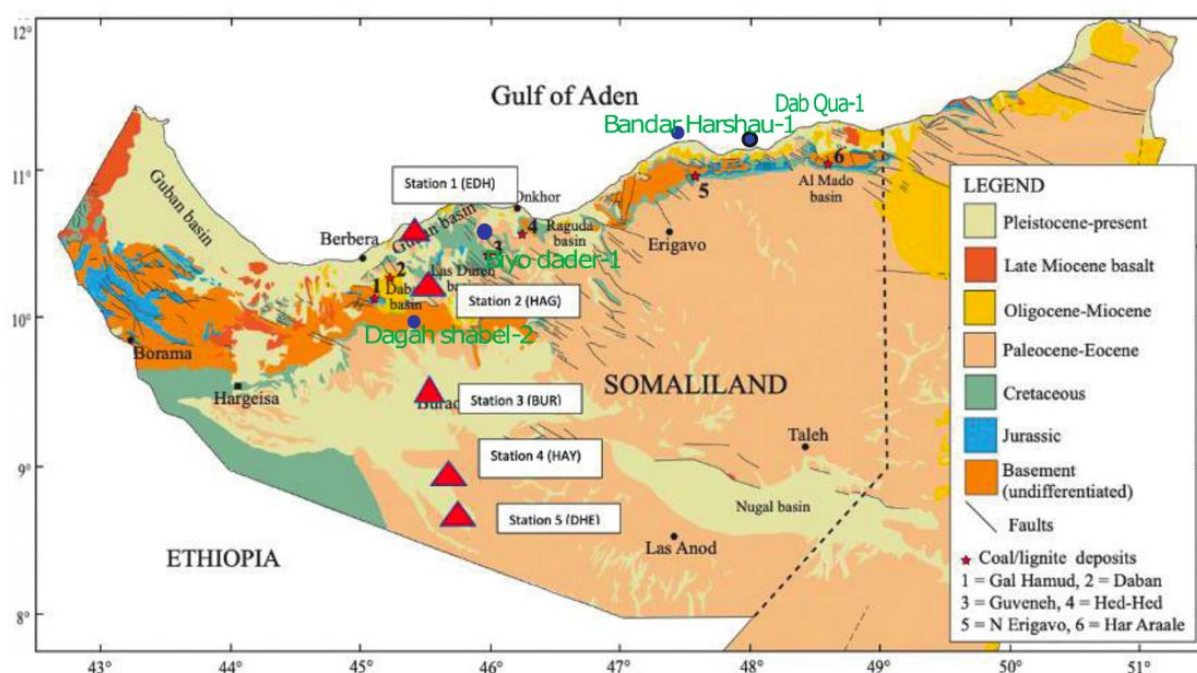 12°
11°
10°
9°
8°
Gulf of Aden
Dab Qua-1
Bandar Harshau-1
Station 1 (EDH)
Onkhor
Guban basin
Guban basin
Berbera
Raguda basin
Al Mado basin
Erigavo
1
2
3
4
5
6
Las Dureh
Station 2 (HAG)
Dagah shabel-2
Borama
Hargeisa
SOMALILAND
Station 3 (BUR)
Taleh
Station 4 (HAY)
Nugal basin
Station 5 (DHE)
Las Anod
ETHIOPIA
LEGEND
Pleistocene-present
Late Miocene basalt
Oligocene-Miocene
Paleocene-Eocene
Cretaceous
Jurassic
Basement
(undifferentiated)
Faults
Coal/lignite deposits
1 = Gal Hamud, 2 = Daban
3 = Guveneh, 4 = Hed-Hed
5 = N Erigavo, 6 = Har Araale
43° 44° 45° 46° 47° 48° 49° 50° 51°